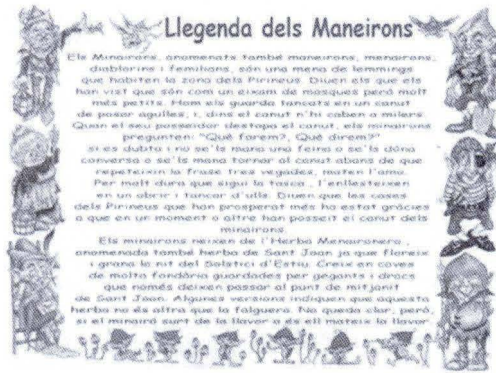 Llegenda dels Maneirons
Els Minairons, anomenats també maneirons, menairons,
diablorins i femilians, són una mena de lemmings
que habiten la zona dels Pirineus. Diuen els que els
han vist que són com un eixam de mosques però molt
més petits. Hom els guarda tancats en un canut
de posar agulles, i, dins el canut n'hi caben a milers.
Quan el seu posseidor destapa el canut, els minairons
pregunten: "Què farem?, Què direm?"
si es dubta i no se'ls mana una feina o se'ls dóna
conversa o se'ls mana tornar al canut abans de que
repeteixin la frase tres vegades, maten l'amo.
Per molt dura que sigui la tasca , l'enllesteixen
en un obrir i tancar d'ulls. Diuen que les cases
dels Pirineus que han prosperat més ho estat gràcies
a que en un moment o altre han posseït el canut dels
minairons.
Els minairons neixen de l'Herba Menaironera ,
anomenada també herba de Sant Joan ja que floreix
i grana la nit del Solstici d'Estiu. Creix en coves
de molta fondària guardades per gegants i dracs
que només deixen passar al punt de mitjanit
de Sant Joan. Algunes versions indiquen que aquesta
herba no és altra que la falguera. No queda clar, però,
si el minairó surt de la llavor o és ell mateix la llavor